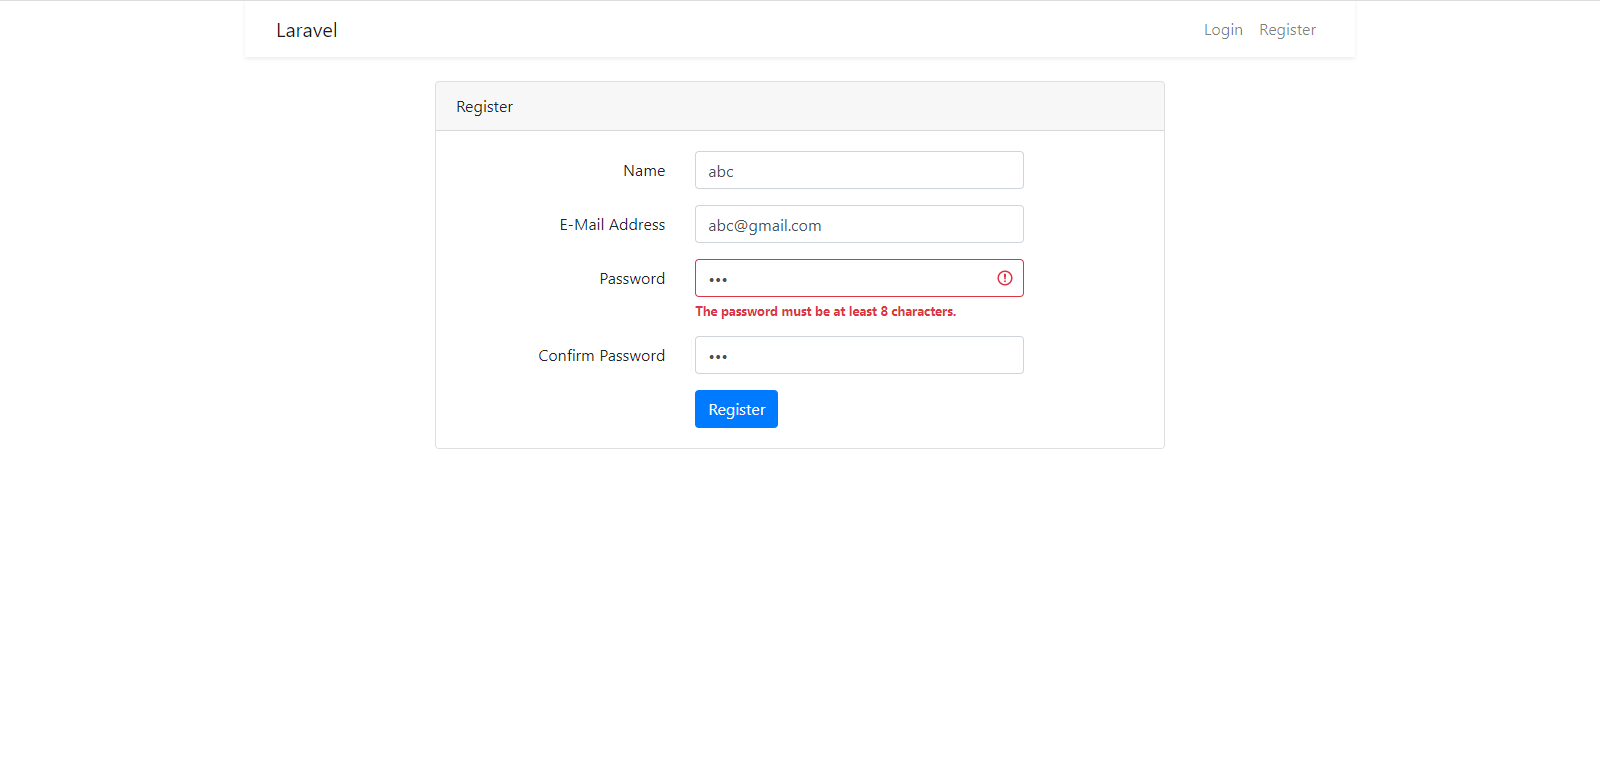 Laravel
Login Register
Register
Name abc
E-Mail Address abc@gmail.com
Password •••
The password must be at least 8 characters.
Confirm Password •••
Register